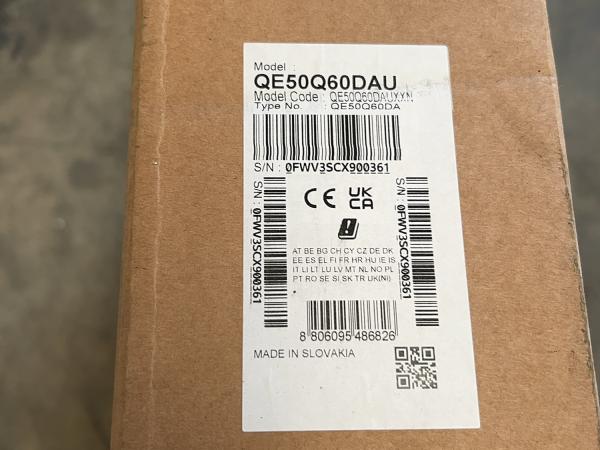 Model :
QE50Q60DAU
Model Code : QE50Q60DAUXXN
Type No. : QE50Q60DA
S/N : 0FWV3SCX900361
S/N : 0FWV3SCX900361
CE UK
CA
S/N : 0FWV3SCX900361
AT BE BG CH CY CZ DE DK
EE ES EL FI FR HR HU IE IS
IT LI LT LU LV MT NL NO PL
PT RO SE SI SK TR UK(NI)
8 806095 486826
MADE IN SLOVAKIA